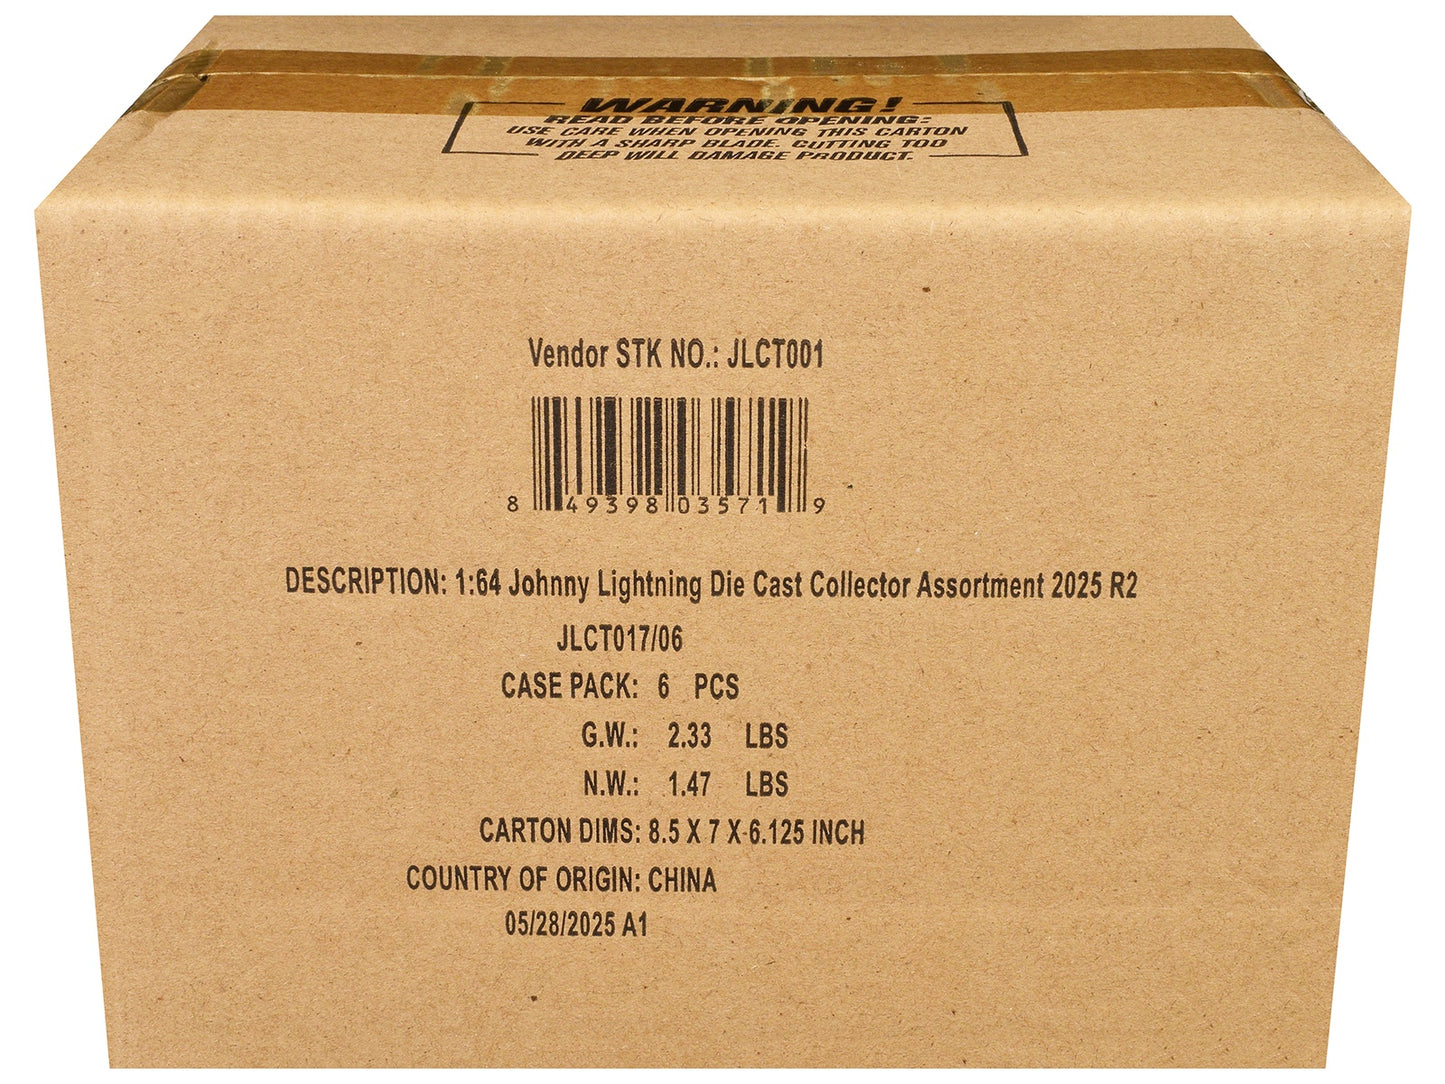 WARNING!
READ BEFORE OPENING:
USE CARE WHEN OPENING THIS CARTON
WITH A SHARP BLADE. CUTTING TOO
DEEP WILL DAMAGE PRODUCT.
Vendor STK NO.: JLCT001
8 49398 03571 9
DESCRIPTION: 1:64 Johnny Lightning Die Cast Collector Assortment 2025 R2
JLCT017/06
CASE PACK: 6 PCS
G.W.: 2.33 LBS
N.W.: 1.47 LBS
CARTON DIMS: 8.5 X 7 X 6.125 INCH
COUNTRY OF ORIGIN: CHINA
05/28/2025 A1